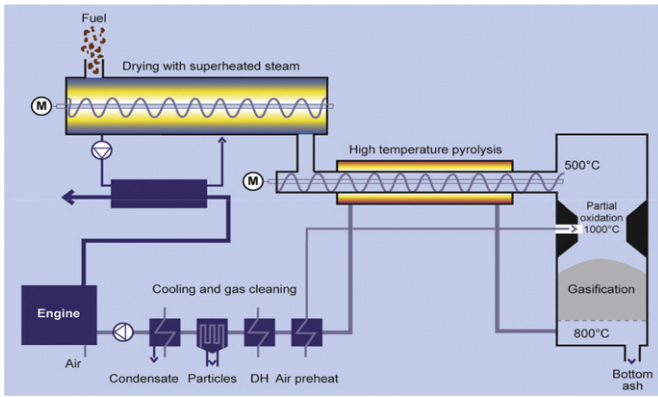 Fuel
Drying with superheated steam
M
High temperature pyrolysis
M
500°C
Partial
oxidation
1000°C
Gasification
800°C
Bottom
ash
Cooling and gas cleaning
Engine
Air
Condensate
Particles
DH
Air preheat